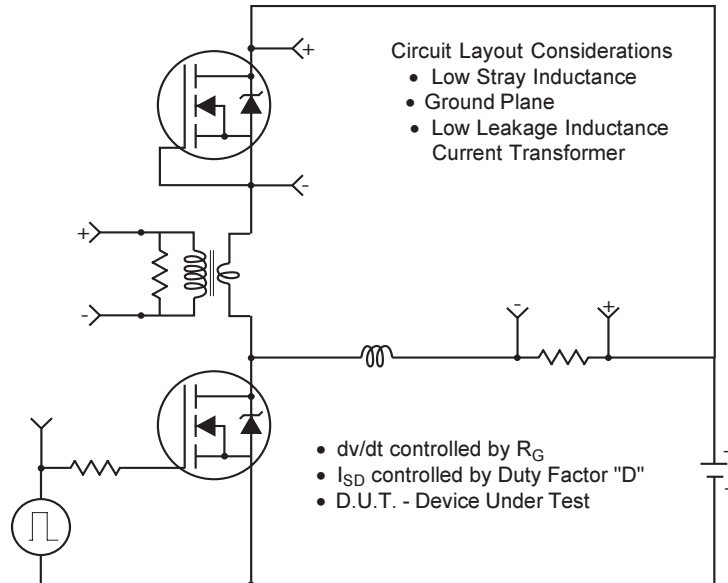 +
Circuit Layout Considerations
• Low Stray Inductance
• Ground Plane
• Low Leakage Inductance
Current Transformer
-
+
-
- +
• dv/dt controlled by RG
• ISD controlled by Duty Factor "D"
• D.U.T. - Device Under Test